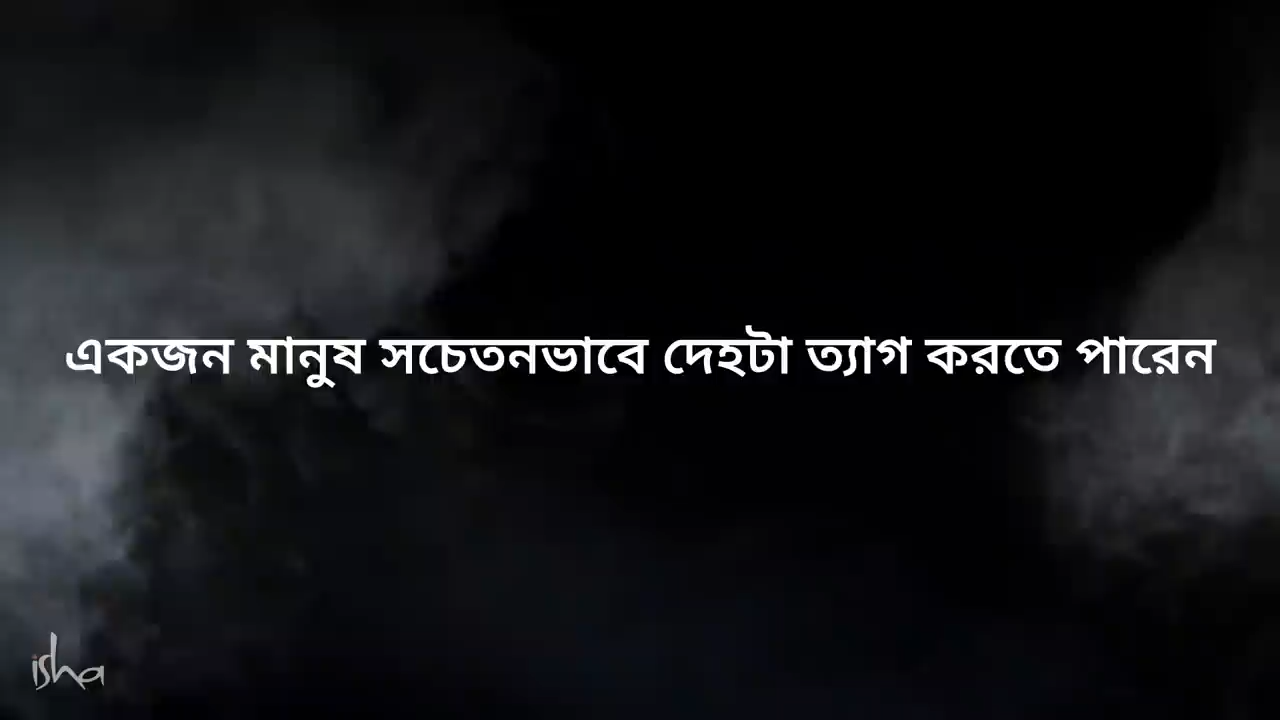 একজন মানুষ সচেতনভাবে দেহটা ত্যাগ করতে পারেন
isha